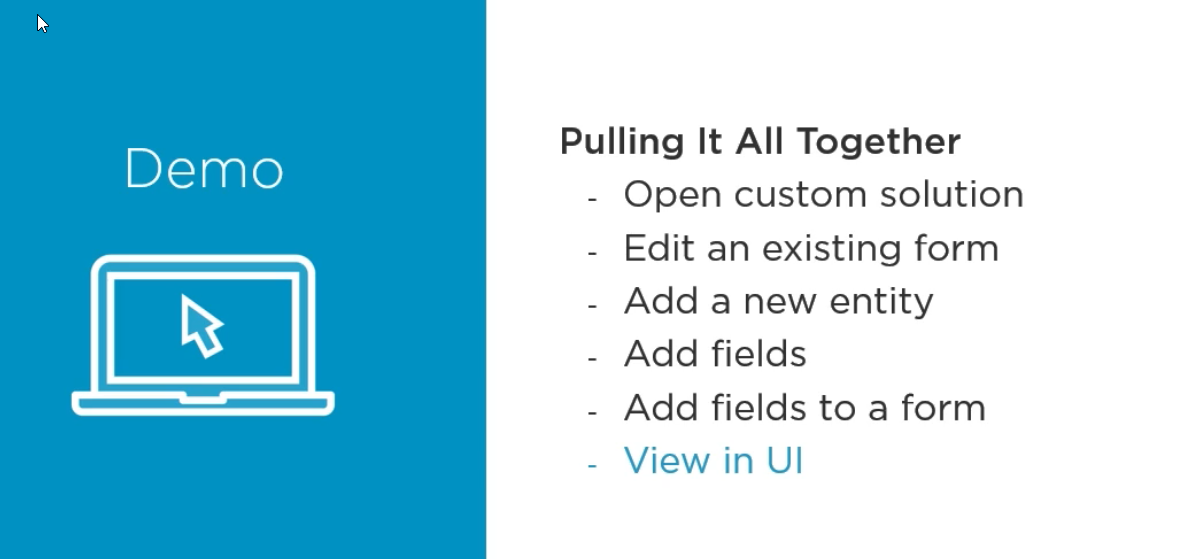 Demo
Pulling It All Together
- Open custom solution
- Edit an existing form
- Add a new entity
- Add fields
- Add fields to a form
- View in UI